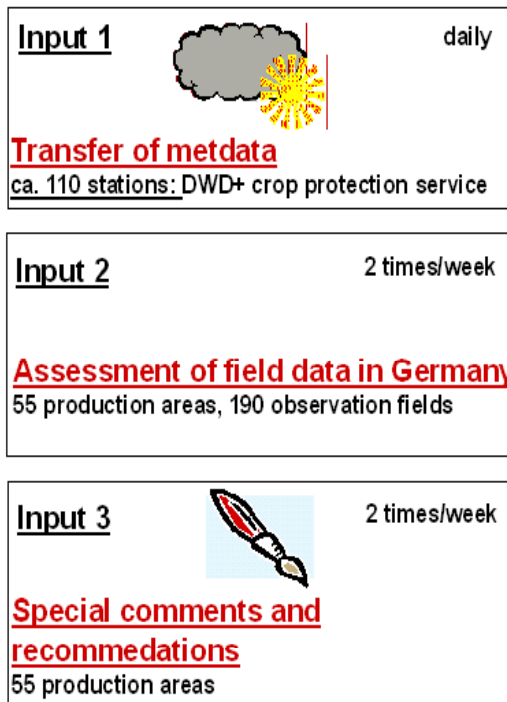 Input 1 daily
Transfer of metdata
ca. 110 stations: DWD+ crop protection service
Input 2 2 times/week
Assessment of field data in Germany
55 production areas, 190 observation fields
Input 3 2 times/week
Special comments and
recommedations
55 production areas